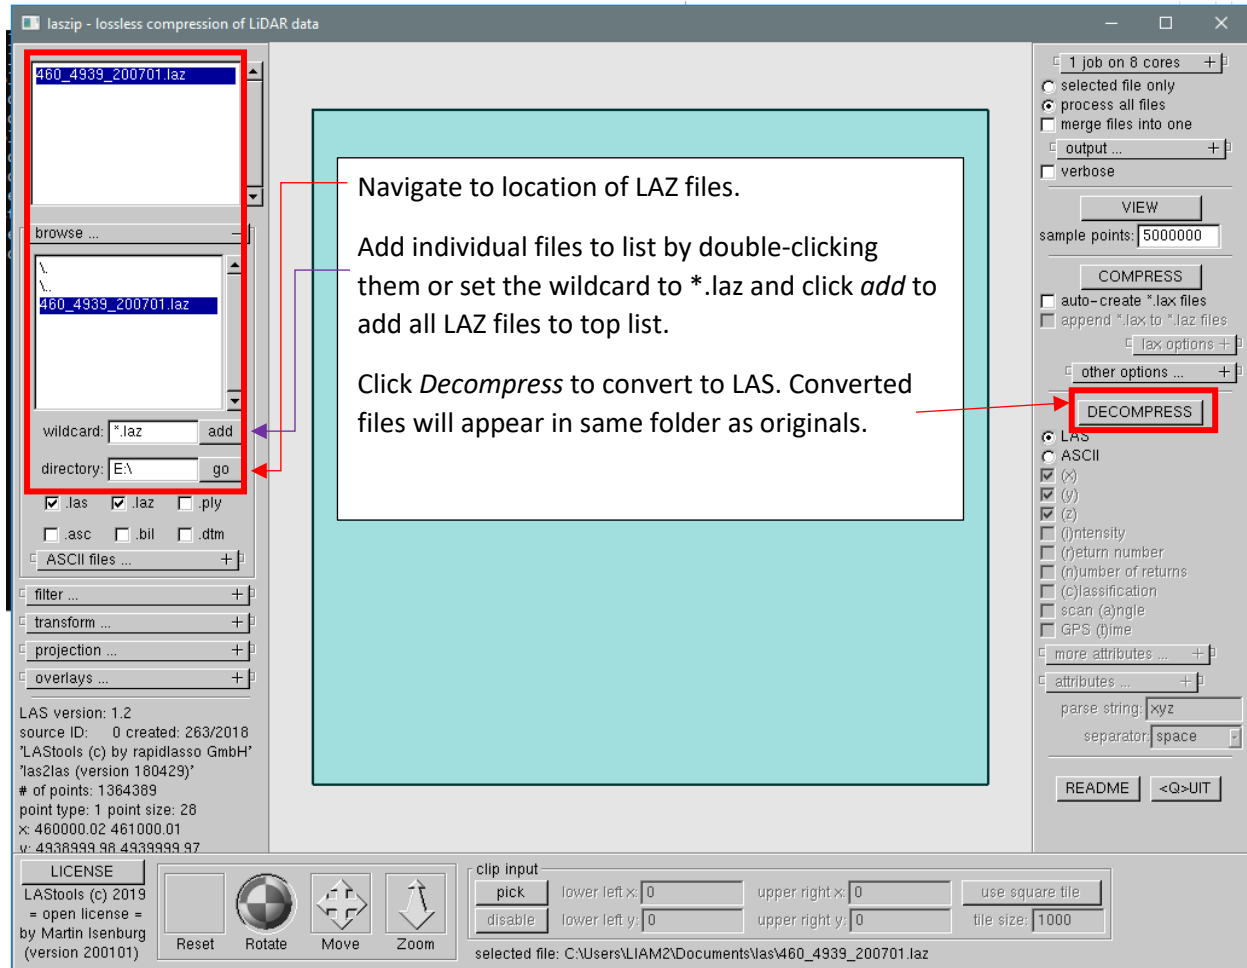 laszip - lossless compression of LiDAR data
460_4939_200701.laz
browse ...
\.
\..
460_4939_200701.laz
wildcard: *.laz add
directory: E:\ go
.las .laz .ply
.asc .bil .dtm
ASCII files ... +
filter ... +
transform ... +
projection ... +
overlays ... +
LAS version: 1.2
source ID: 0 created: 263/2018
'LAStools (c) by rapidlasso GmbH'
'las2las (version 180429)'
# of points: 1364389
point type: 1 point size: 28
x: 460000.02 461000.01
y: 4938999.98 4939999.97
Navigate to location of LAZ files.
Add individual files to list by double-clicking
them or set the wildcard to *.laz and click add to
add all LAZ files to top list.
Click Decompress to convert to LAS. Converted
files will appear in same folder as originals.
1 job on 8 cores +
selected file only
process all files
merge files into one
output ... +
verbose
VIEW
sample points: 5000000
COMPRESS
auto-create *.lax files
append *.lax to *.laz files
lax options +
other options ... +
DECOMPRESS
LAS
ASCII
(x)
(y)
(z)
(i)ntensity
(r)eturn number
(n)umber of returns
(c)lassification
scan (a)ngle
GPS (t)ime
more attributes ... +
attributes ... +
parse string: xyz
separator: space
README <Q>UIT
LICENSE
LAStools (c) 2019
= open license =
by Martin Isenburg
(version 200101)
Reset Rotate Move Zoom
clip input
pick lower left x: 0 upper right x: 0 use square tile
disable lower left y: 0 upper right y: 0 tile size: 1000
selected file: C:\Users\LIAM2\Documents\las\460_4939_200701.laz